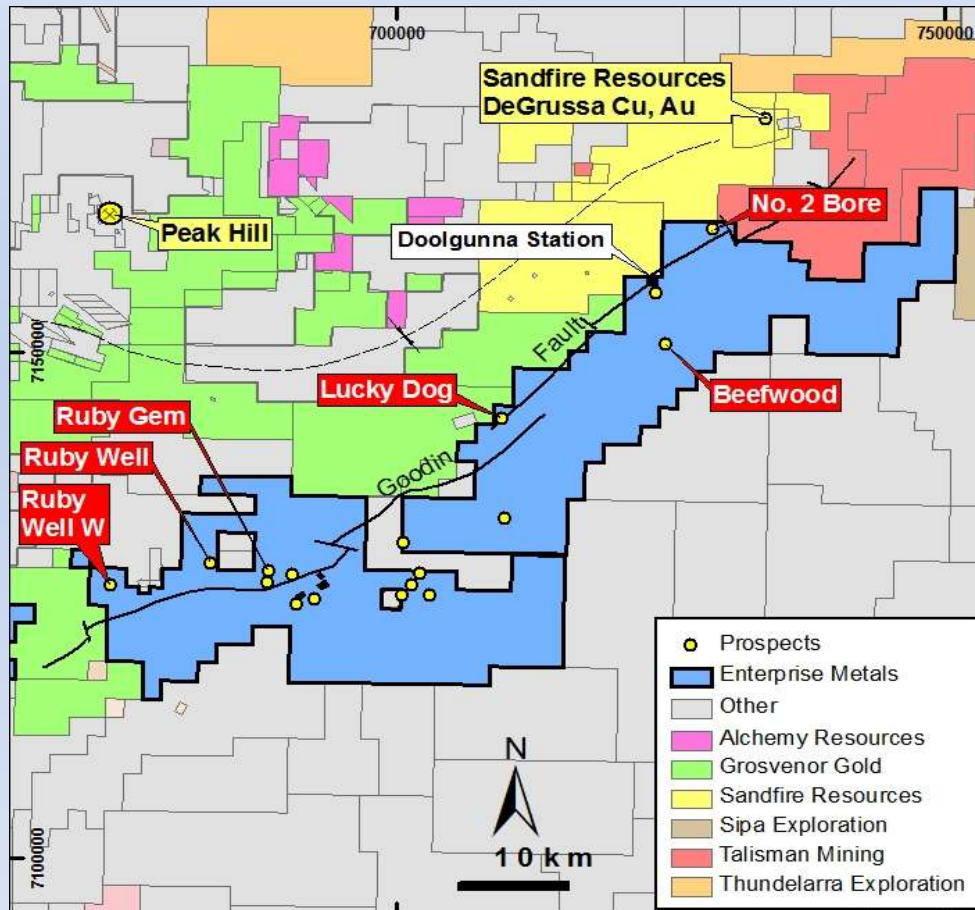 700000
750000
Sandfire Resources
DeGrussa Cu, Au
No. 2 Bore
Peak Hill
Doolgunna Station
7150000
Fault
Lucky Dog
Beefwood
Ruby Gem
Goodin
Ruby Well
Ruby
Well W
7100000
N
10 km
Prospects
Enterprise Metals
Other
Alchemy Resources
Grosvenor Gold
Sandfire Resources
Sipa Exploration
Talisman Mining
Thundelarra Exploration